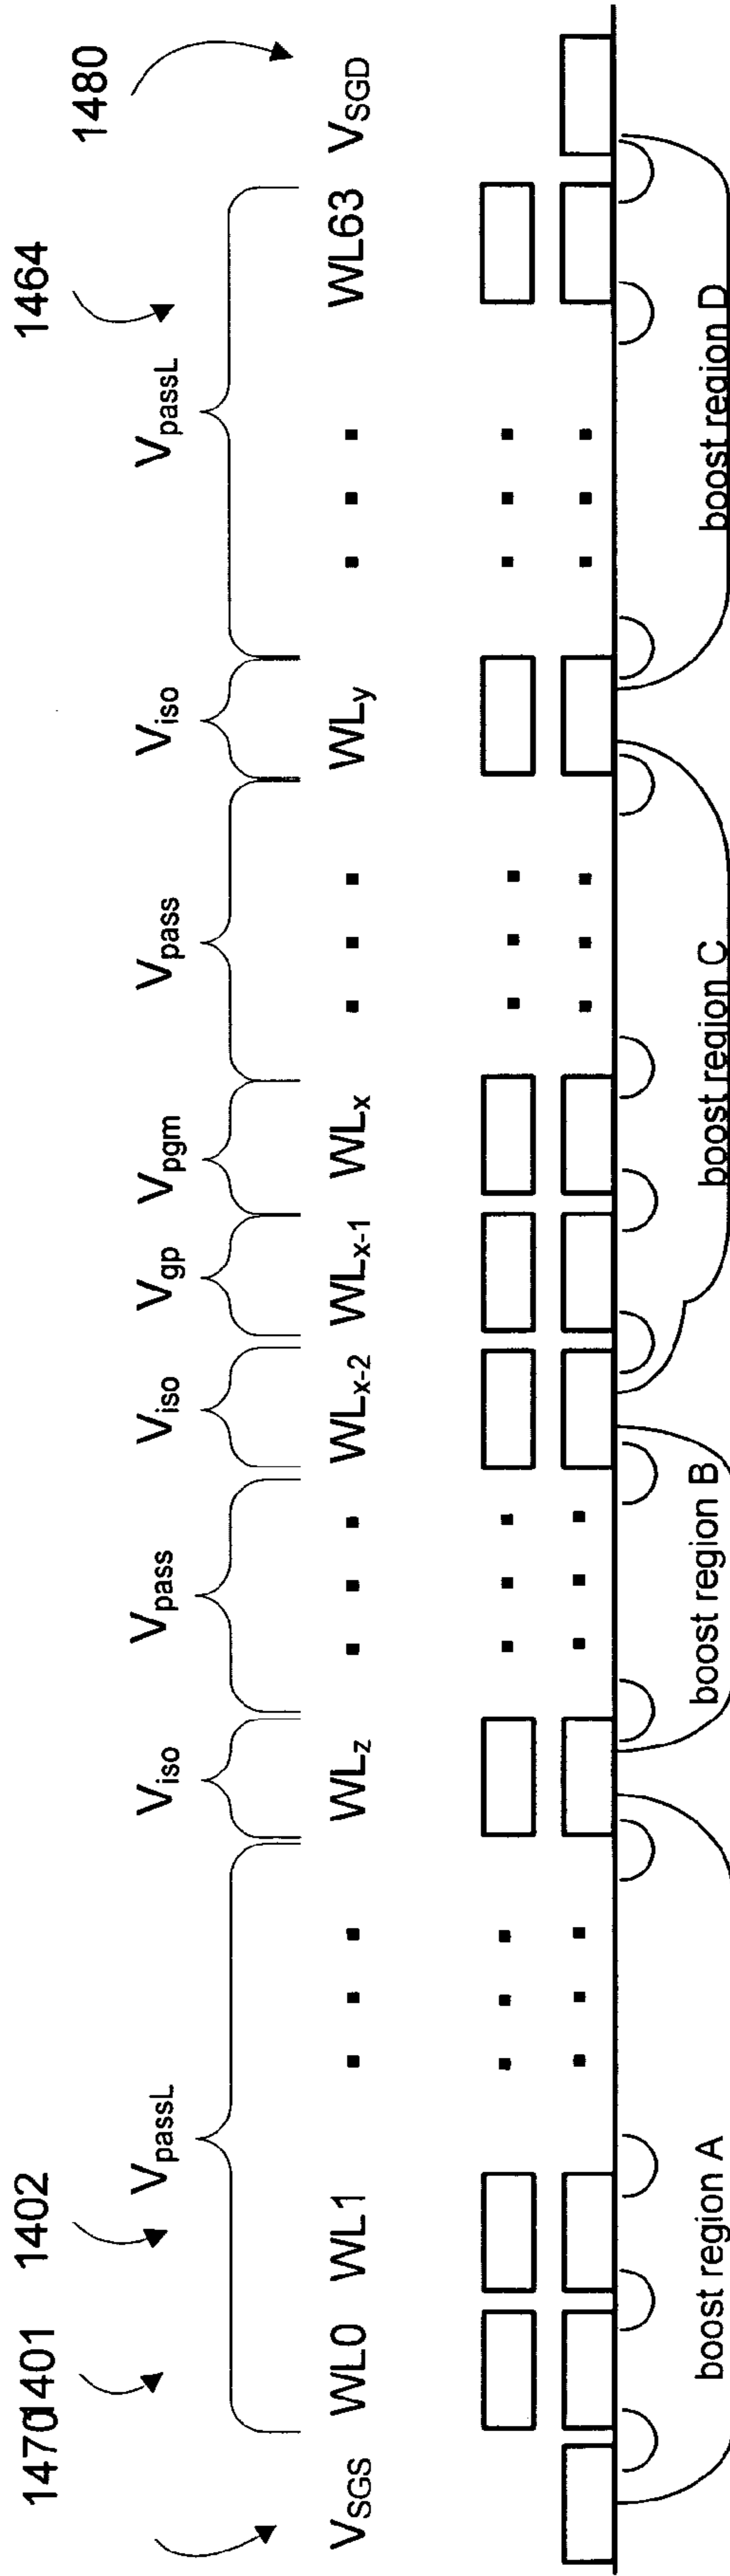 1470 1401 1402 1464 1480
VpassL Viso Vpass Viso Vgp Vpgm Vpass Viso VpassL
VSGS WL0 WL1 WLz WLx-2 WLx-1 WLx WLy WL63 VSGD
boost region A boost region B boost region C boost region D